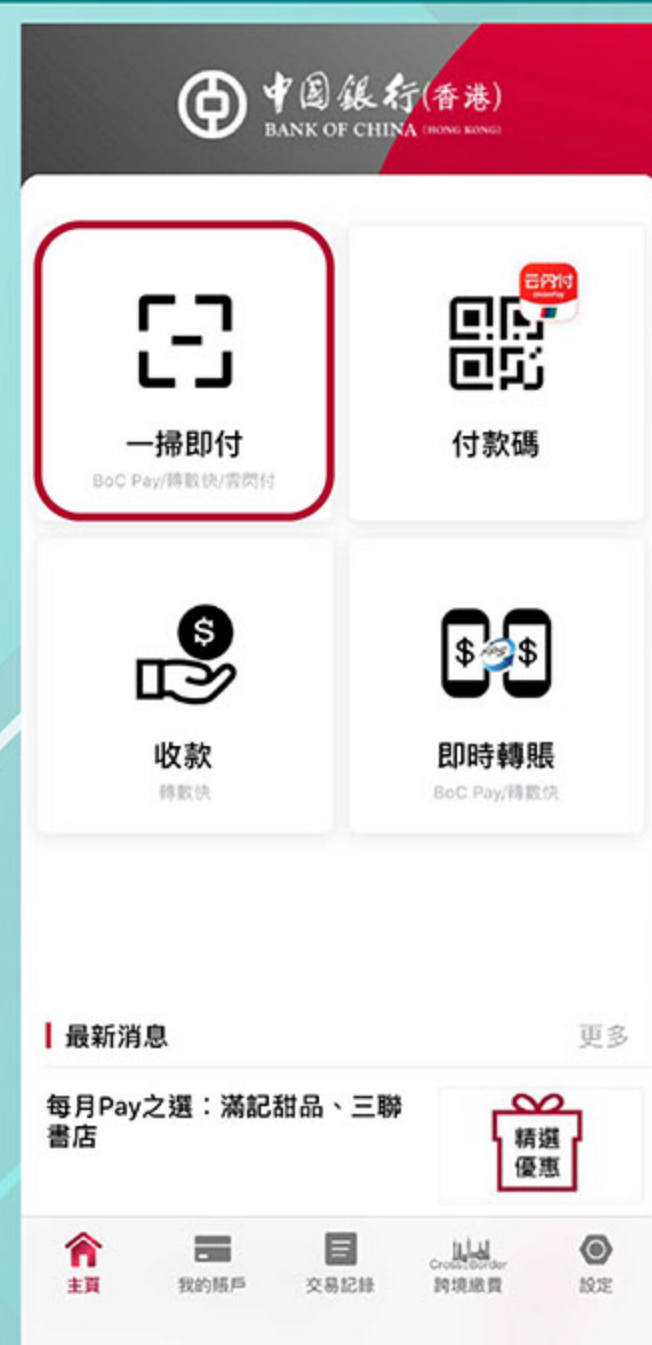 中国銀行(香港)
BANK OF CHINA (HONG KONG)
云闪付
UnionPay
一掃即付
BoC Pay/轉數快/雲閃付
付款碼
$
$ FPS $
收款
轉數快
即時轉賬
BoC Pay/轉數快
最新消息
更多
每月Pay之選：滿記甜品、三聯
書店
精選
優惠
Cross-Border
主頁
我的賬戶
交易記錄
跨境繳費
設定